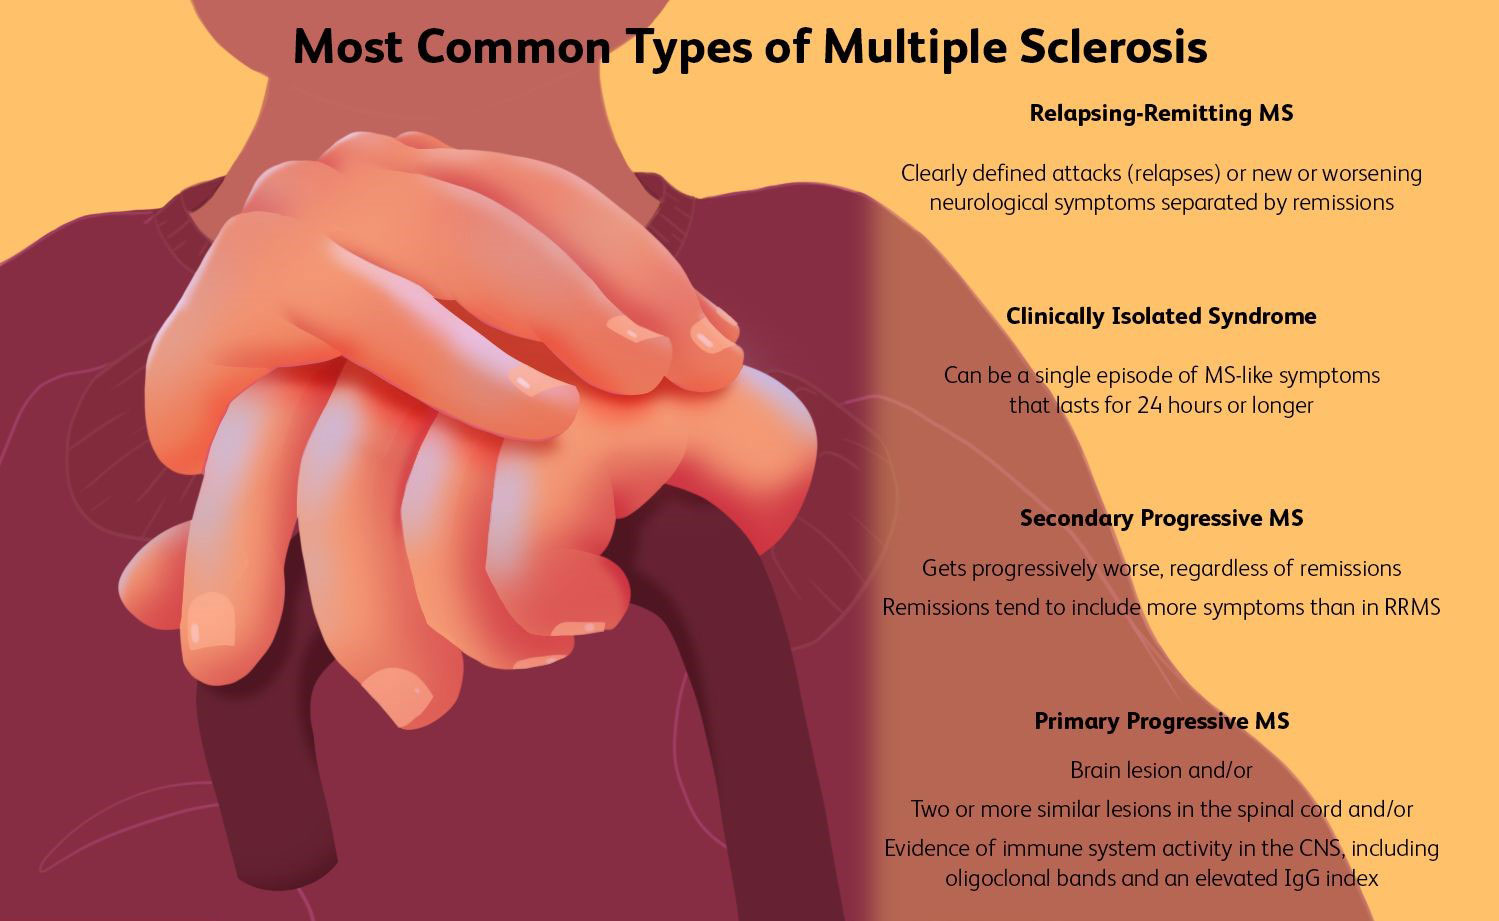 Most Common Types of Multiple Sclerosis
Relapsing-Remitting MS
Clearly defined attacks (relapses) or new or worsening
neurological symptoms separated by remissions
Clinically Isolated Syndrome
Can be a single episode of MS-like symptoms
that lasts for 24 hours or longer
Secondary Progressive MS
Gets progressively worse, regardless of remissions
Remissions tend to include more symptoms than in RRMS
Primary Progressive MS
Brain lesion and/or
Two or more similar lesions in the spinal cord and/or
Evidence of immune system activity in the CNS, including
oligoclonal bands and an elevated IgG index